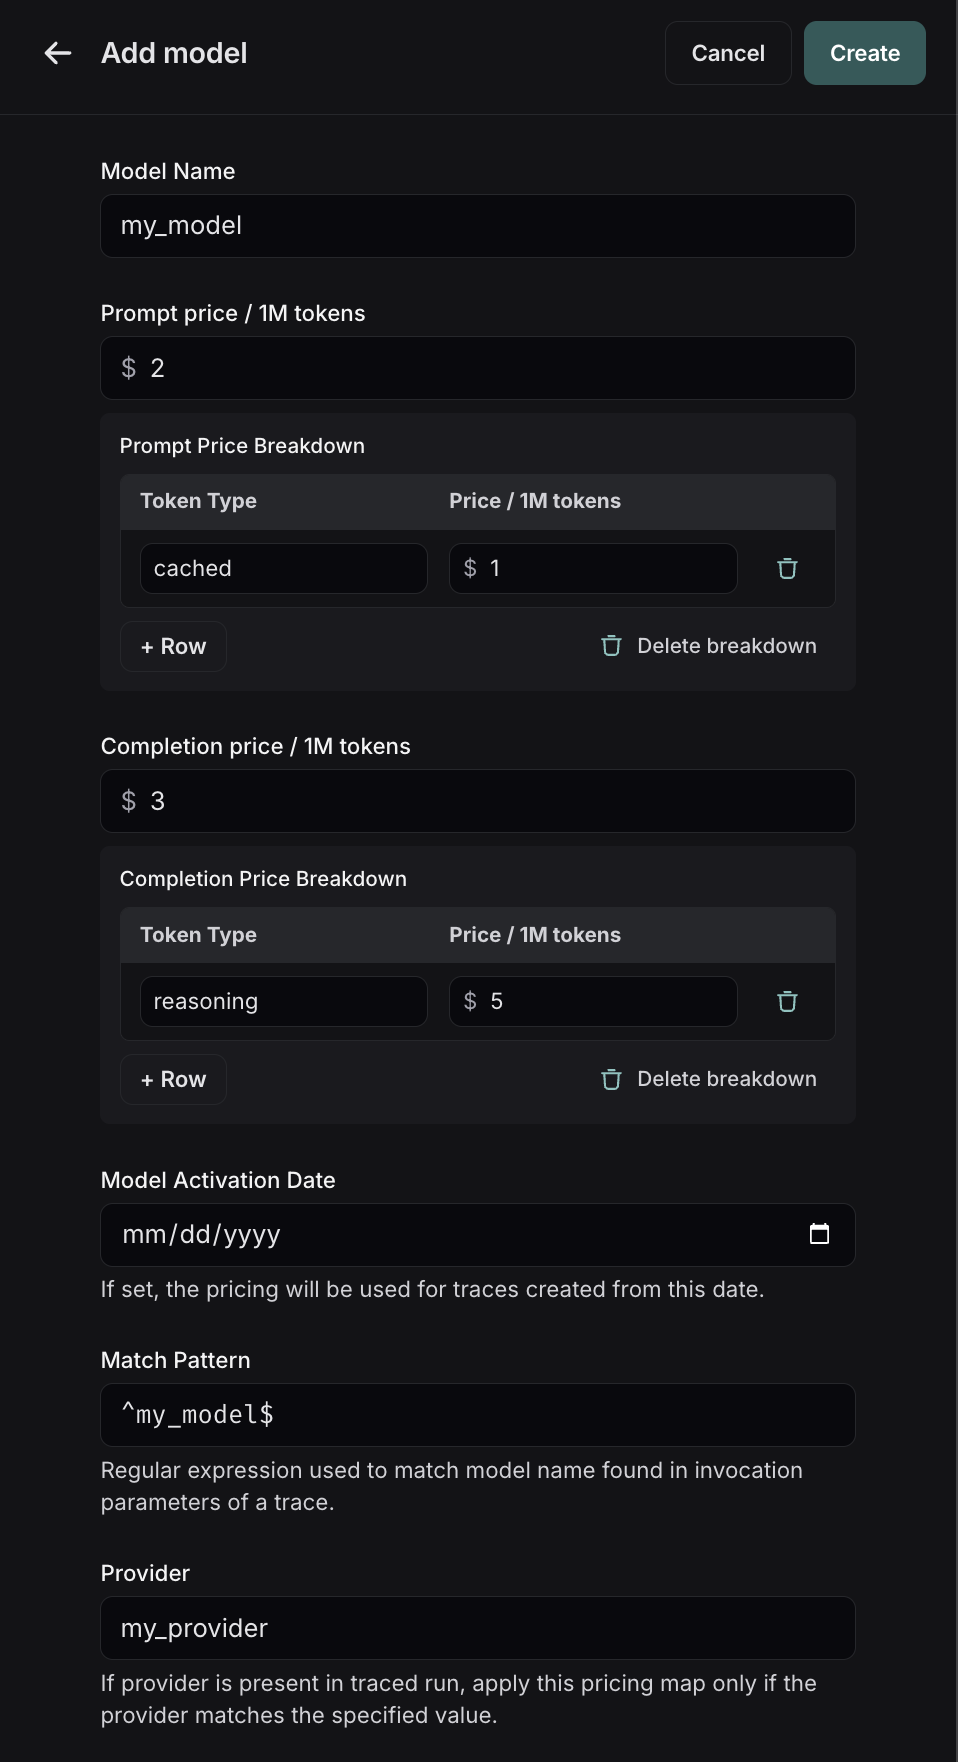 Add model
Cancel
Create
Model Name
my_model
Prompt price / 1M tokens
$ 2
Prompt Price Breakdown
Token Type Price / 1M tokens
cached $ 1
+ Row Delete breakdown
Completion price / 1M tokens
$ 3
Completion Price Breakdown
Token Type Price / 1M tokens
reasoning $ 5
+ Row Delete breakdown
Model Activation Date
mm/dd/yyyy
If set, the pricing will be used for traces created from this date.
Match Pattern
^my_model$
Regular expression used to match model name found in invocation
parameters of a trace.
Provider
my_provider
If provider is present in traced run, apply this pricing map only if the
provider matches the specified value.